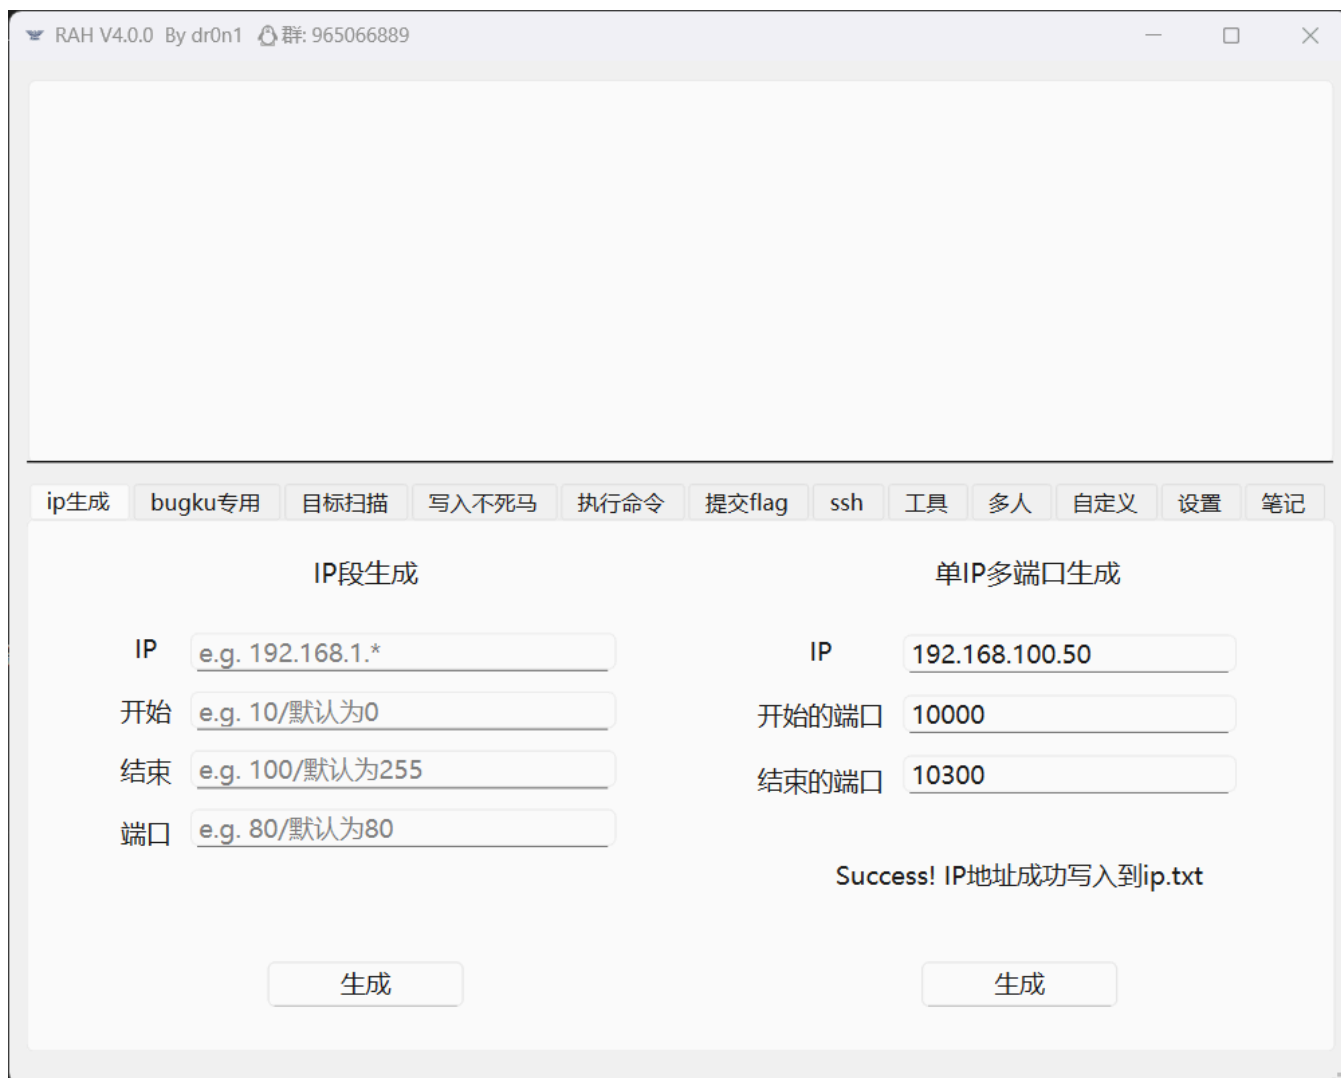 RAH V4.0.0 By dr0n1 群: 965066889
ip生成 bugku专用 目标扫描 写入不死马 执行命令 提交flag ssh 工具 多人 自定义 设置 笔记
IP段生成
IP e.g. 192.168.1.*
开始 e.g. 10/默认为0
结束 e.g. 100/默认为255
端口 e.g. 80/默认为80
生成
单IP多端口生成
IP 192.168.100.50
开始的端口 10000
结束的端口 10300
Success! IP地址成功写入到ip.txt
生成